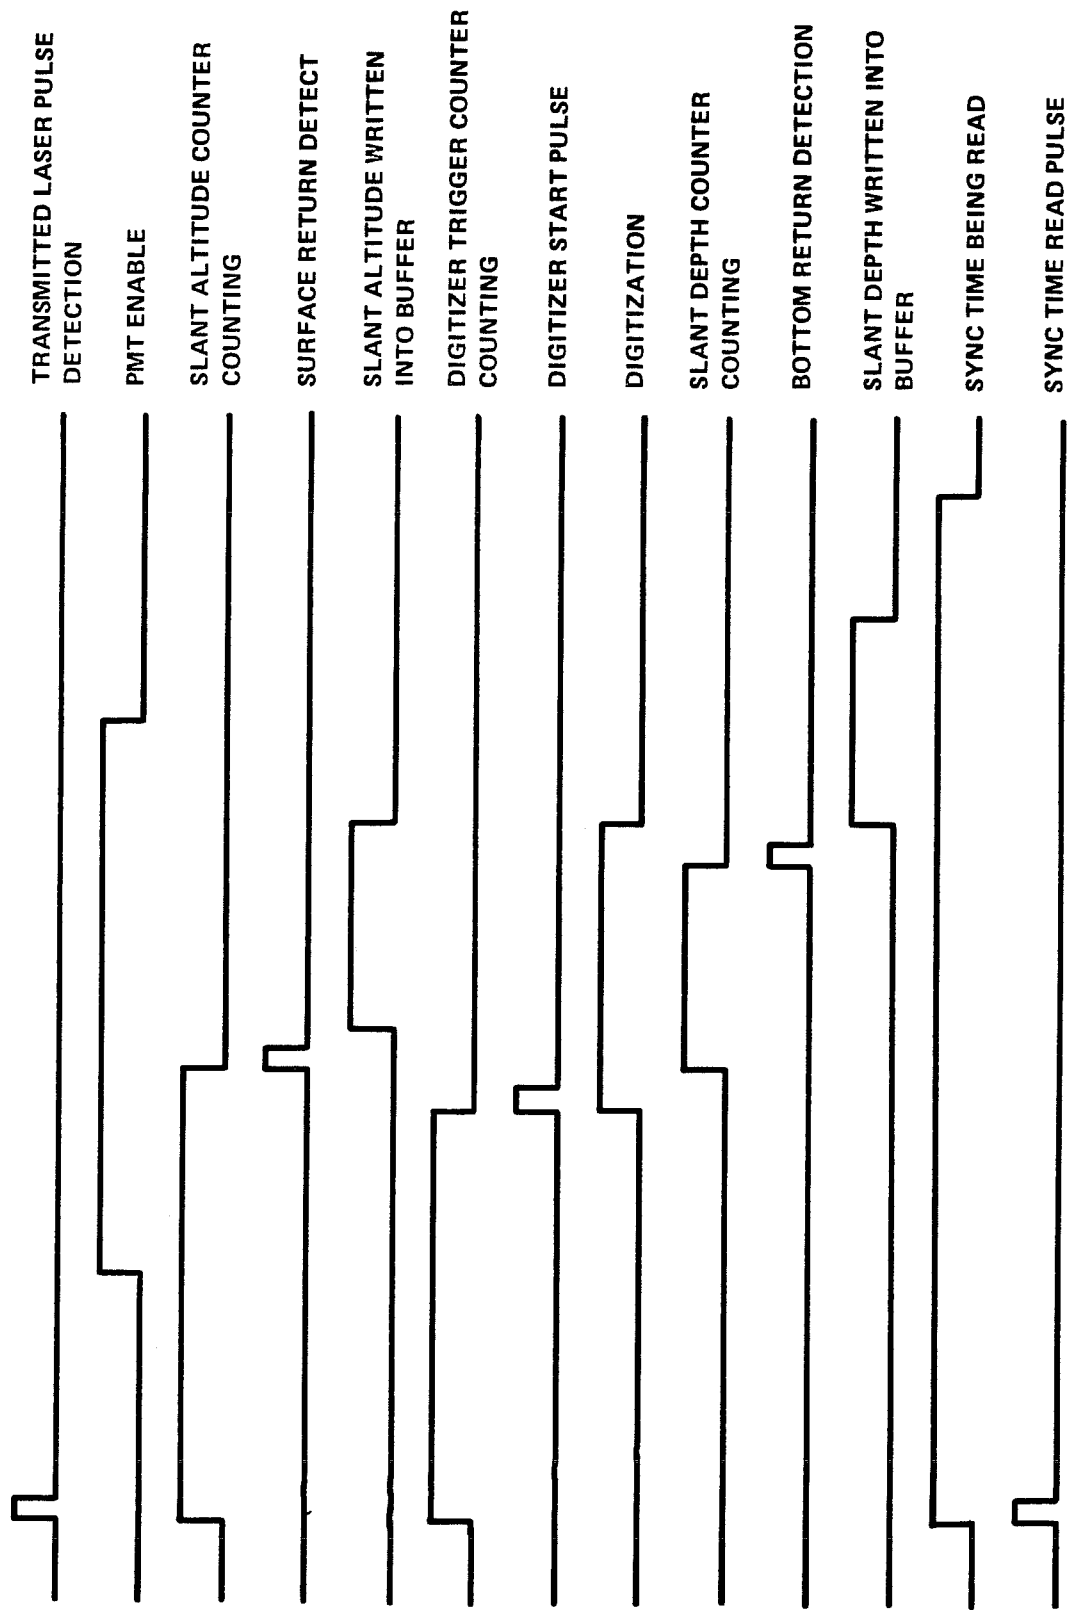 TRANSMITTED LASER PULSE
DETECTION
PMT ENABLE
SLANT ALTITUDE COUNTER
COUNTING
SURFACE RETURN DETECT
SLANT ALTITUDE WRITTEN
INTO BUFFER
DIGITIZER TRIGGER COUNTER
COUNTING
DIGITIZER START PULSE
DIGITIZATION
SLANT DEPTH COUNTER
COUNTING
BOTTOM RETURN DETECTION
SLANT DEPTH WRITTEN INTO
BUFFER
SYNC TIME BEING READ
SYNC TIME READ PULSE